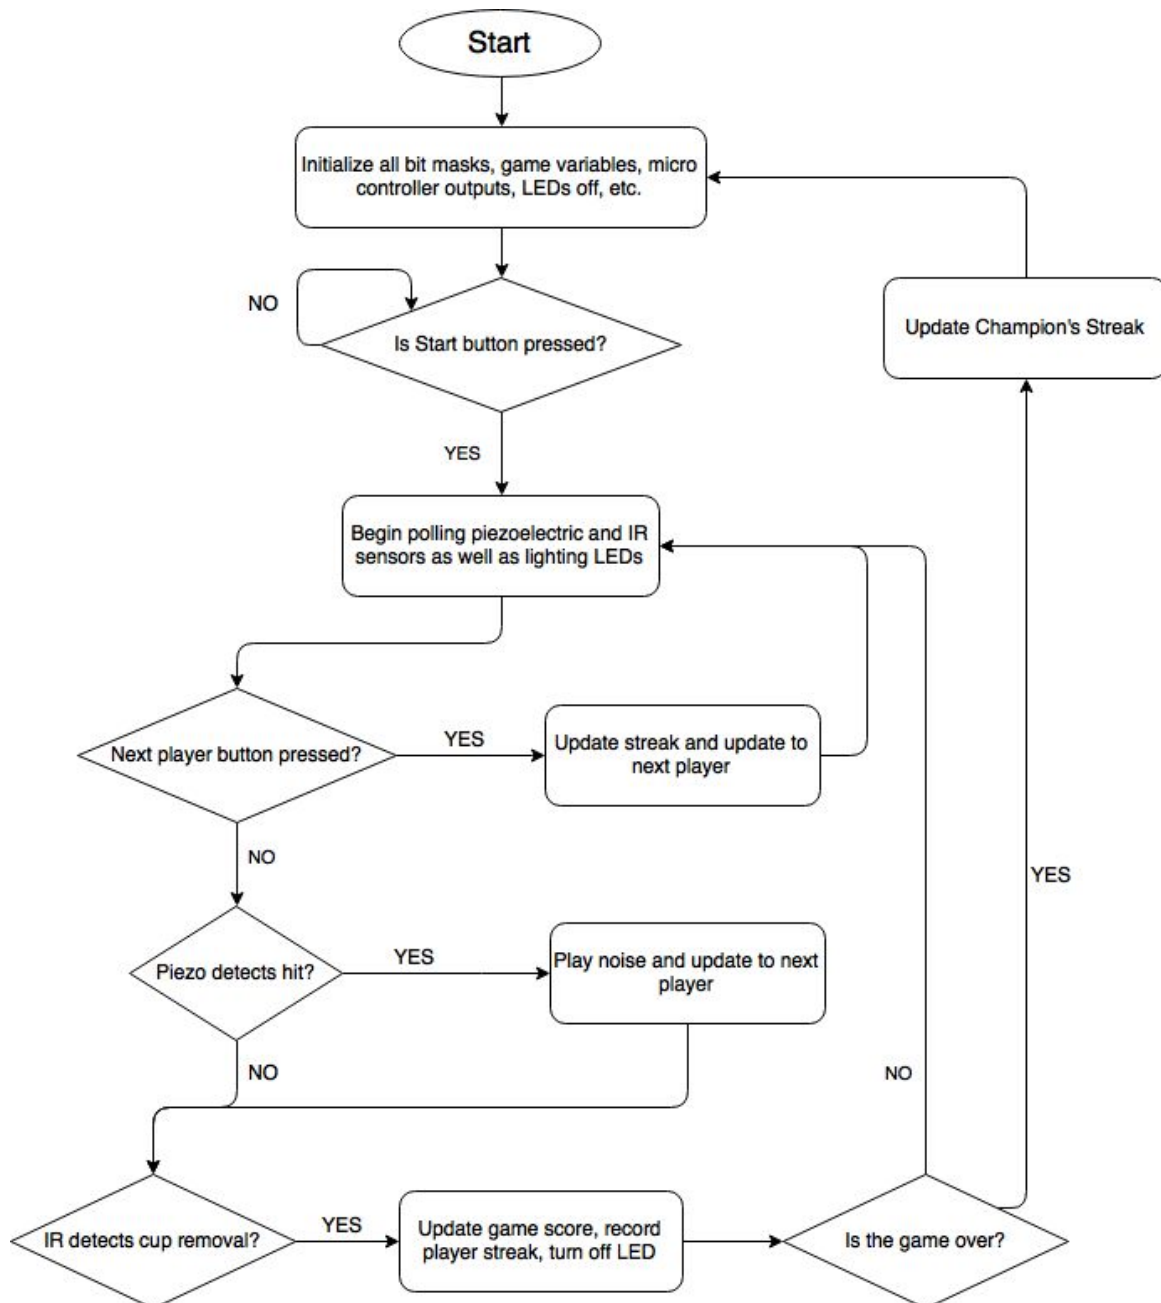 Start
Initialize all bit masks, game variables, micro
controller outputs, LEDs off, etc.
NO
Is Start button pressed?
Update Champion's Streak
YES
Begin polling piezoelectric and IR
sensors as well as lighting LEDs
Next player button pressed?
YES
Update streak and update to
next player
NO
YES
Piezo detects hit?
YES
Play noise and update to next
player
NO
NO
IR detects cup removal?
YES
Update game score, record
player streak, turn off LED
Is the game over?